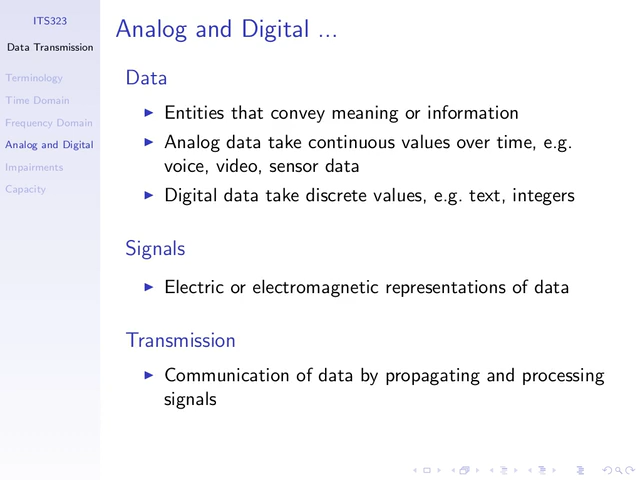 ITS323
Data Transmission
Terminology
Time Domain
Frequency Domain
Analog and Digital
Impairments
Capacity
Analog and Digital ...
Data
Entities that convey meaning or information
Analog data take continuous values over time, e.g.
voice, video, sensor data
Digital data take discrete values, e.g. text, integers
Signals
Electric or electromagnetic representations of data
Transmission
Communication of data by propagating and processing
signals